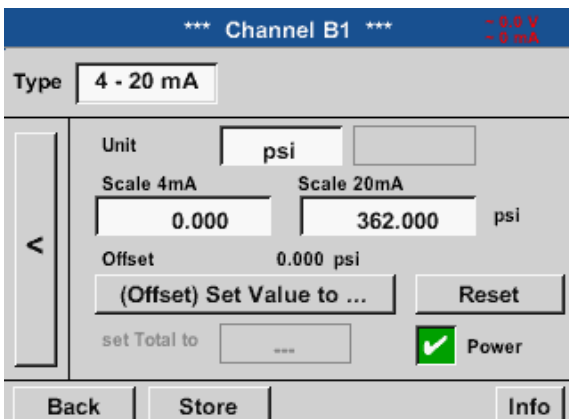 *** Channel B1 ***
~ 0.0 V
~ 0 mA
Type 4 - 20 mA
Unit psi
Scale 4mA Scale 20mA
0.000 362.000 psi
<
Offset 0.000 psi
(Offset) Set Value to ... Reset
set Total to --- ✔ Power
Back Store Info